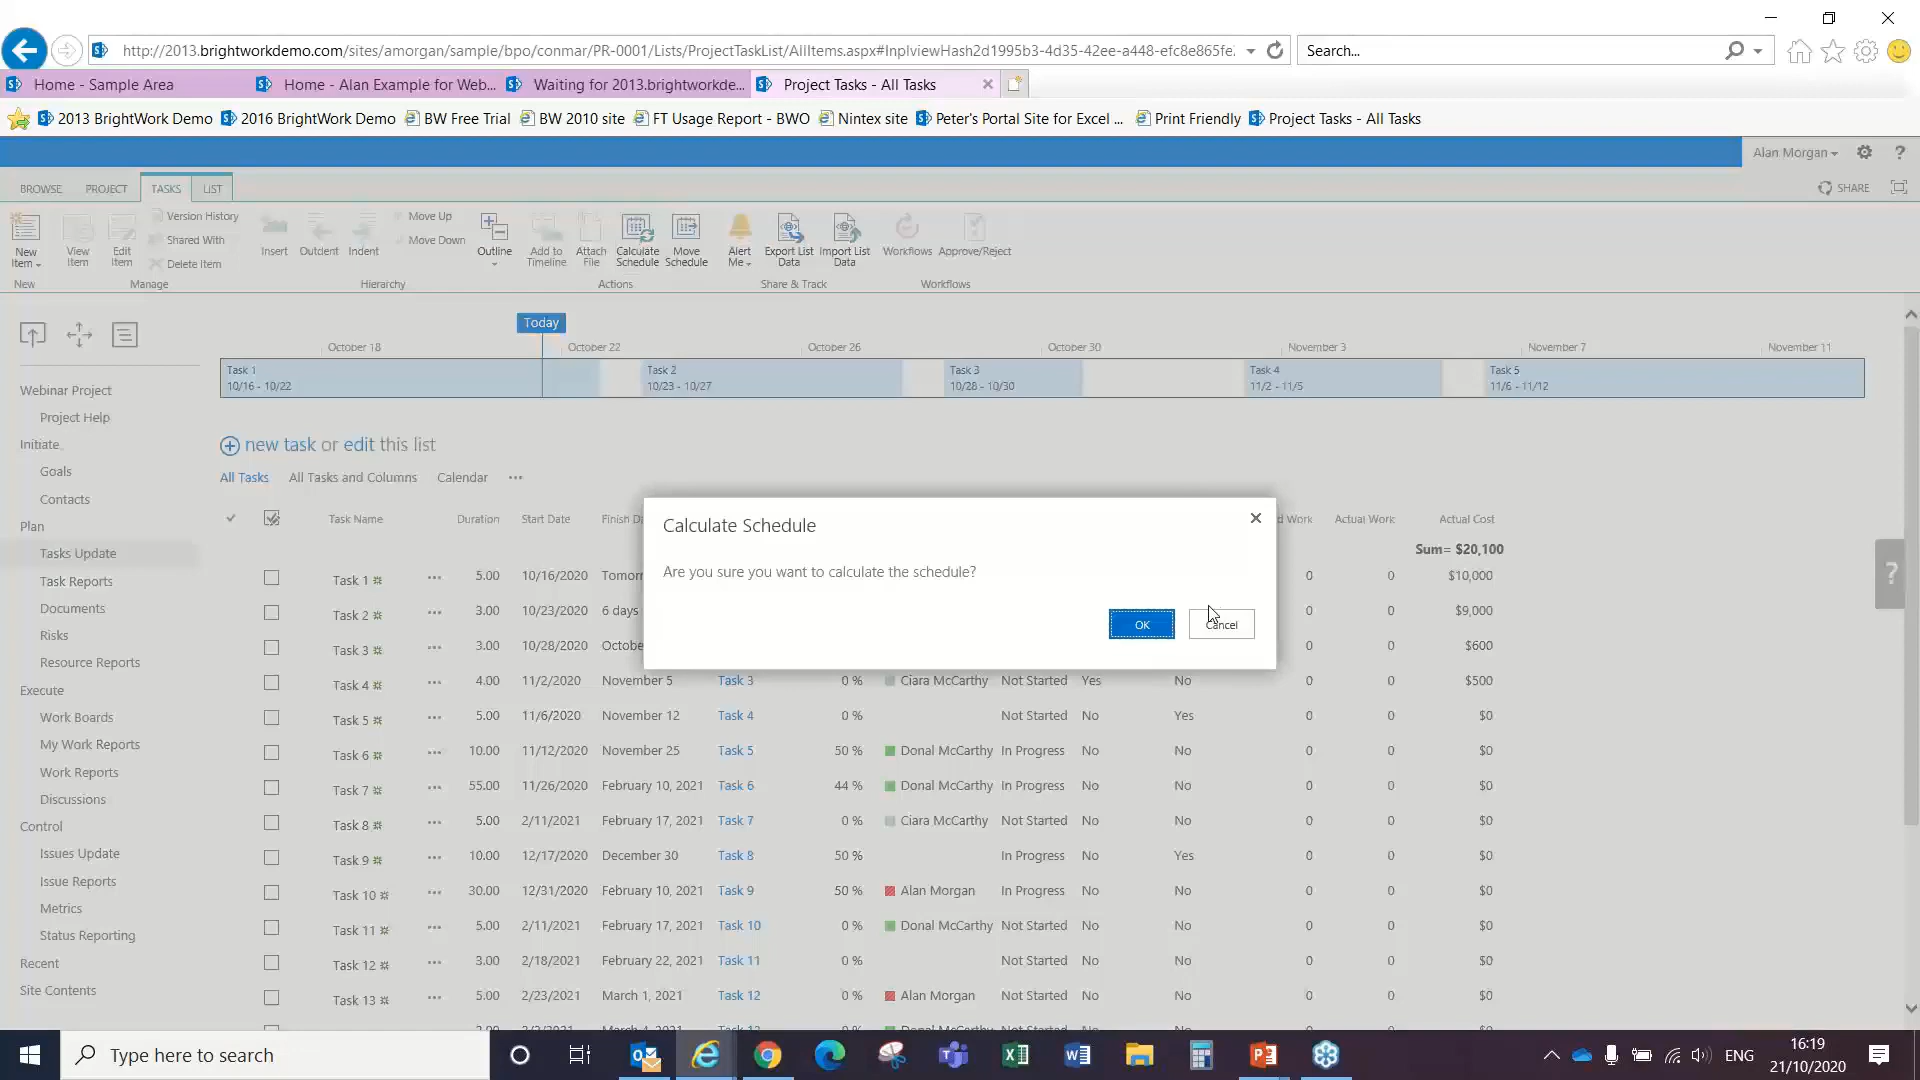 http://2013.brightworkdemo.com/sites/amorgan/sample/bpo/conmar/PR-0001/Lists/ProjectTaskList/AllItems.aspx#InplviewHash2d1995b3-4d35-42ee-a448-efc8e865fe
Search...
Home - Sample Area
Home - Alan Example for Web...
Waiting for 2013.brightworkde...
Project Tasks - All Tasks
2013 BrightWork Demo
2016 BrightWork Demo
BW Free Trial
BW 2010 site
FT Usage Report - BWO
Nintex site
Peter's Portal Site for Excel ...
Print Friendly
Project Tasks - All Tasks
Alan Morgan
?
BROWSE PROJECT TASKS LIST
SHARE
New Item
View Item
Edit Item
Version History
Shared With
Delete Item
Insert
Outdent
Indent
Move Up
Move Down
Outline
Add to Timeline
Attach File
Calculate Schedule
Move Schedule
Alert Me
Export List Data
Import List Data
Workflows
Approve/Reject
New
Manage
Hierarchy
Actions
Share & Track
Workflows
Today
October 18 October 22 October 26 October 30 November 3 November 7 November 11
Task 1
10/16 - 10/22
Task 2
10/23 - 10/27
Task 3
10/28 - 10/30
Task 4
11/2 - 11/5
Task 5
11/6 - 11/12
Webinar Project
Project Help
Initiate
Goals
Contacts
Plan
Tasks Update
Task Reports
Documents
Risks
Resource Reports
Execute
Work Boards
My Work Reports
Work Reports
Discussions
Control
Issues Update
Issue Reports
Metrics
Status Reporting
Recent
Site Contents
new task or edit this list
All Tasks All Tasks and Columns Calendar ...
Task Name Duration Start Date Finish D d Work Actual Work Actual Cost
Sum= $20,100
Task 1 ... 5.00 10/16/2020 Tomorr 0 0 $10,000
Task 2 ... 3.00 10/23/2020 6 days 0 0 $9,000
Task 3 ... 3.00 10/28/2020 Octobe 0 0 $600
Task 4 ... 4.00 11/2/2020 November 5 Task 3 0 % Ciara McCarthy Not Started Yes No 0 0 $500
Task 5 ... 5.00 11/6/2020 November 12 Task 4 0 % Not Started No Yes 0 0 $0
Task 6 ... 10.00 11/12/2020 November 25 Task 5 50 % Donal McCarthy In Progress No No 0 0 $0
Task 7 ... 55.00 11/26/2020 February 10, 2021 Task 6 44 % Donal McCarthy In Progress No No 0 0 $0
Task 8 ... 5.00 2/11/2021 February 17, 2021 Task 7 0 % Ciara McCarthy Not Started No No 0 0 $0
Task 9 ... 10.00 12/17/2020 December 30 Task 8 50 % In Progress No Yes 0 0 $0
Task 10 ... 30.00 12/31/2020 February 10, 2021 Task 9 50 % Alan Morgan In Progress No No 0 0 $0
Task 11 ... 5.00 2/11/2021 February 17, 2021 Task 10 0 % Donal McCarthy Not Started No No 0 0 $0
Task 12 ... 3.00 2/18/2021 February 22, 2021 Task 11 0 % Not Started No No 0 0 $0
Task 13 ... 5.00 2/23/2021 March 1, 2021 Task 12 0 % Alan Morgan Not Started No No 0 0 $0
Calculate Schedule
Are you sure you want to calculate the schedule?
OK
Cancel
?
Type here to search
ENG
16:19
21/10/2020